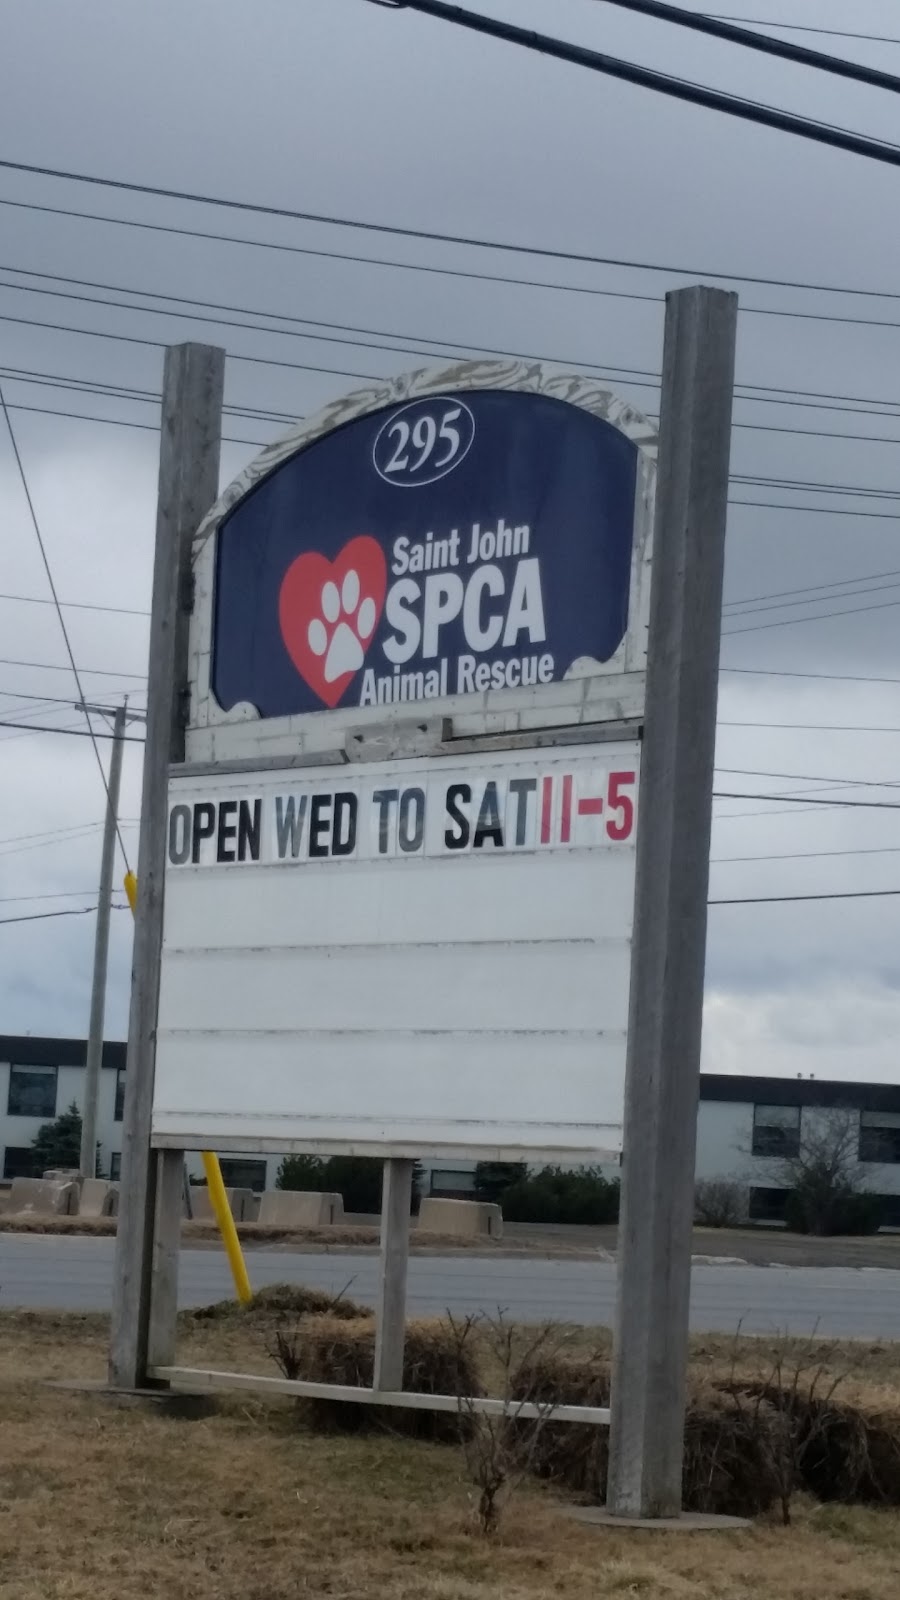 295
Saint John
SPCA
Animal Rescue
OPEN WED TO SAT 11-5